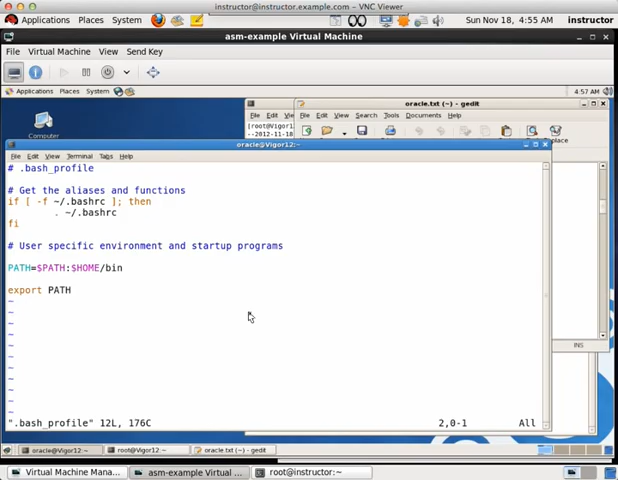 instructor@instructor.example.com – VNC Viewer
Applications Places System Sun Nov 18, 4:55 AM instructor
asm-example Virtual Machine
File Virtual Machine View Send Key
Applications Places System 4:57 AM
oracle.txt (~) - gedit
File Edit View
File Edit View Search Tools Documents Help
[root@Vigor1
--2012-11-18
Computer
oracle@Vigor12:~
File Edit View Terminal Tabs Help
# .bash_profile
# Get the aliases and functions
if [ -f ~/.bashrc ]; then
. ~/.bashrc
fi
# User specific environment and startup programs
PATH=$PATH:$HOME/bin
export PATH
~
~
~
~
~
~
~
~
~
~
~
INS
".bash_profile" 12L, 176C 2,0-1 All
oracle@Vigor12:~ root@Vigor12:~ oracle.txt (~) - gedit
Virtual Machine Mana... asm-example Virtual ... root@instructor:~